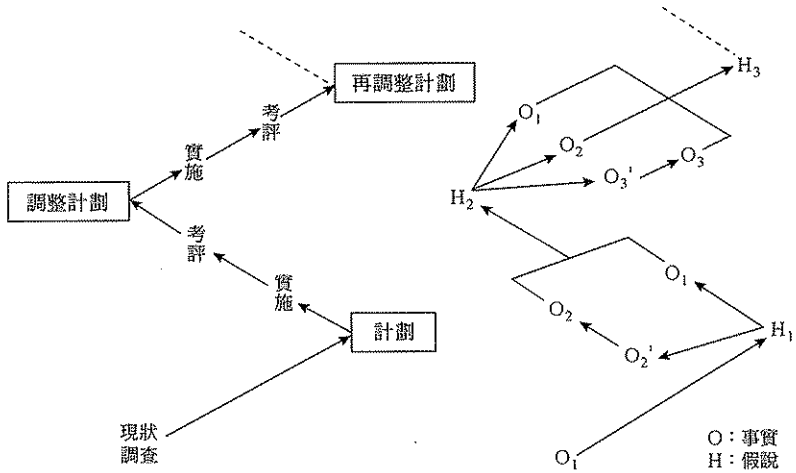 再調整計劃
考評
實施
調整計劃
考評
實施
計劃
現狀
調查
H₃
O₁
O₂
O₃'
O₃
H₂
O₁
O₂
O₂'
H₁
O₁
O：事實
H：假說